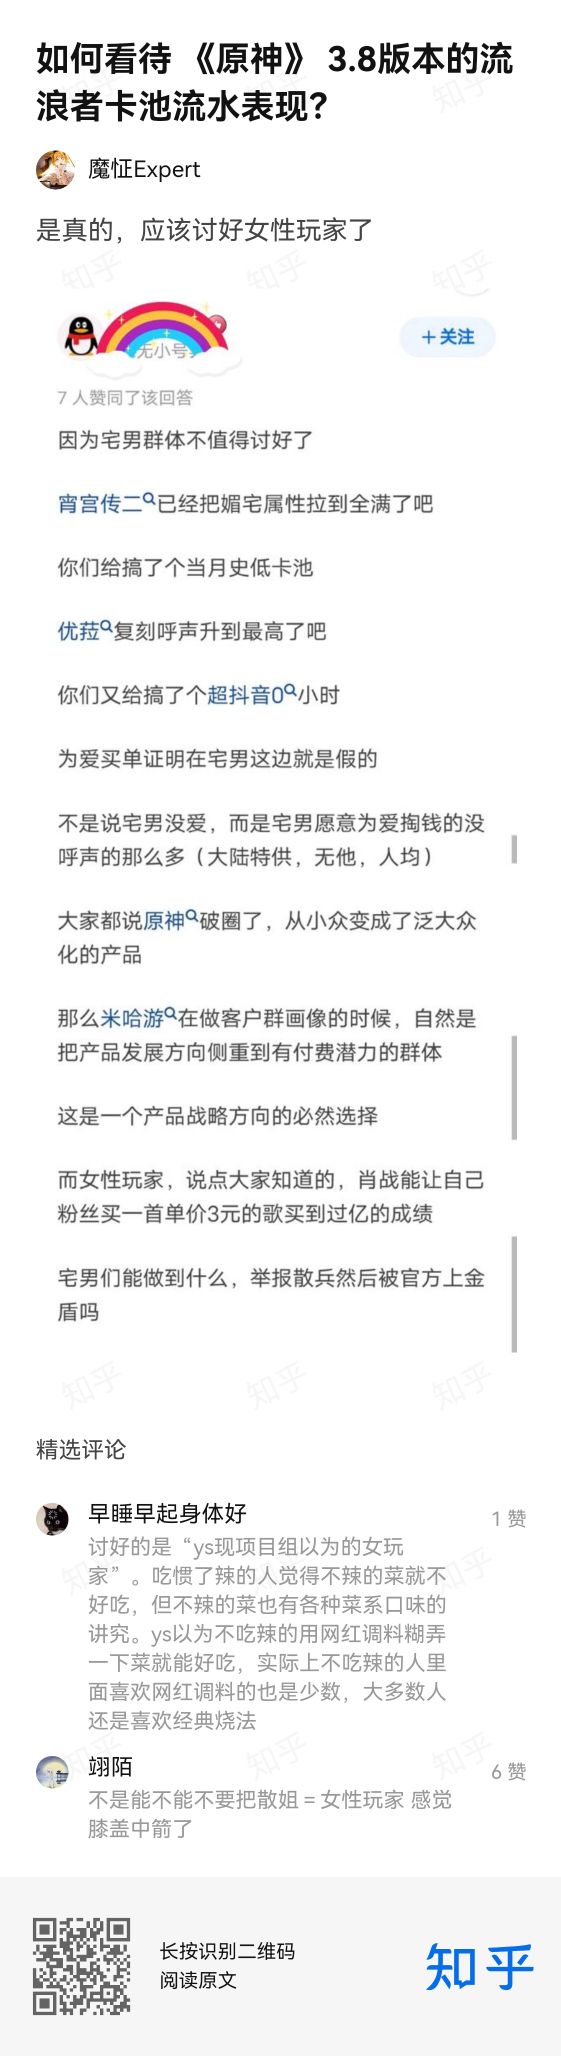 如何看待 《原神》 3.8版本的流
浪者卡池流水表现？
魔怔Expert
是真的，应该讨好女性玩家了
无小号
+关注
7 人赞同了该回答
因为宅男群体不值得讨好了
宵宫传二已经把媚宅属性拉到全满了吧
你们给搞了个当月史低卡池
优菈复刻呼声升到最高了吧
你们又给搞了个超抖音0小时
为爱买单证明在宅男这边就是假的
不是说宅男没爱，而是宅男愿意为爱掏钱的没
呼声的那么多（大陆特供，无他，人均）
大家都说原神破圈了，从小众变成了泛大众
化的产品
那么米哈游在做客户群画像的时候，自然是
把产品发展方向侧重到有付费潜力的群体
这是一个产品战略方向的必然选择
而女性玩家，说点大家知道的，肖战能让自己
粉丝买一首单价3元的歌买到过亿的成绩
宅男们能做到什么，举报散兵然后被官方上金
盾吗
精选评论
早睡早起身体好
1 赞
讨好的是“ys现项目组以为的女玩
家”。吃惯了辣的人觉得不辣的菜就不
好吃，但不辣的菜也有各种菜系口味的
讲究。ys以为不吃辣的用网红调料糊弄
一下菜就能好吃，实际上不吃辣的人里
面喜欢网红调料的也是少数，大多数人
还是喜欢经典烧法
翊陌
6 赞
不是能不能不要把散姐＝女性玩家 感觉
膝盖中箭了
长按识别二维码
阅读原文
知乎